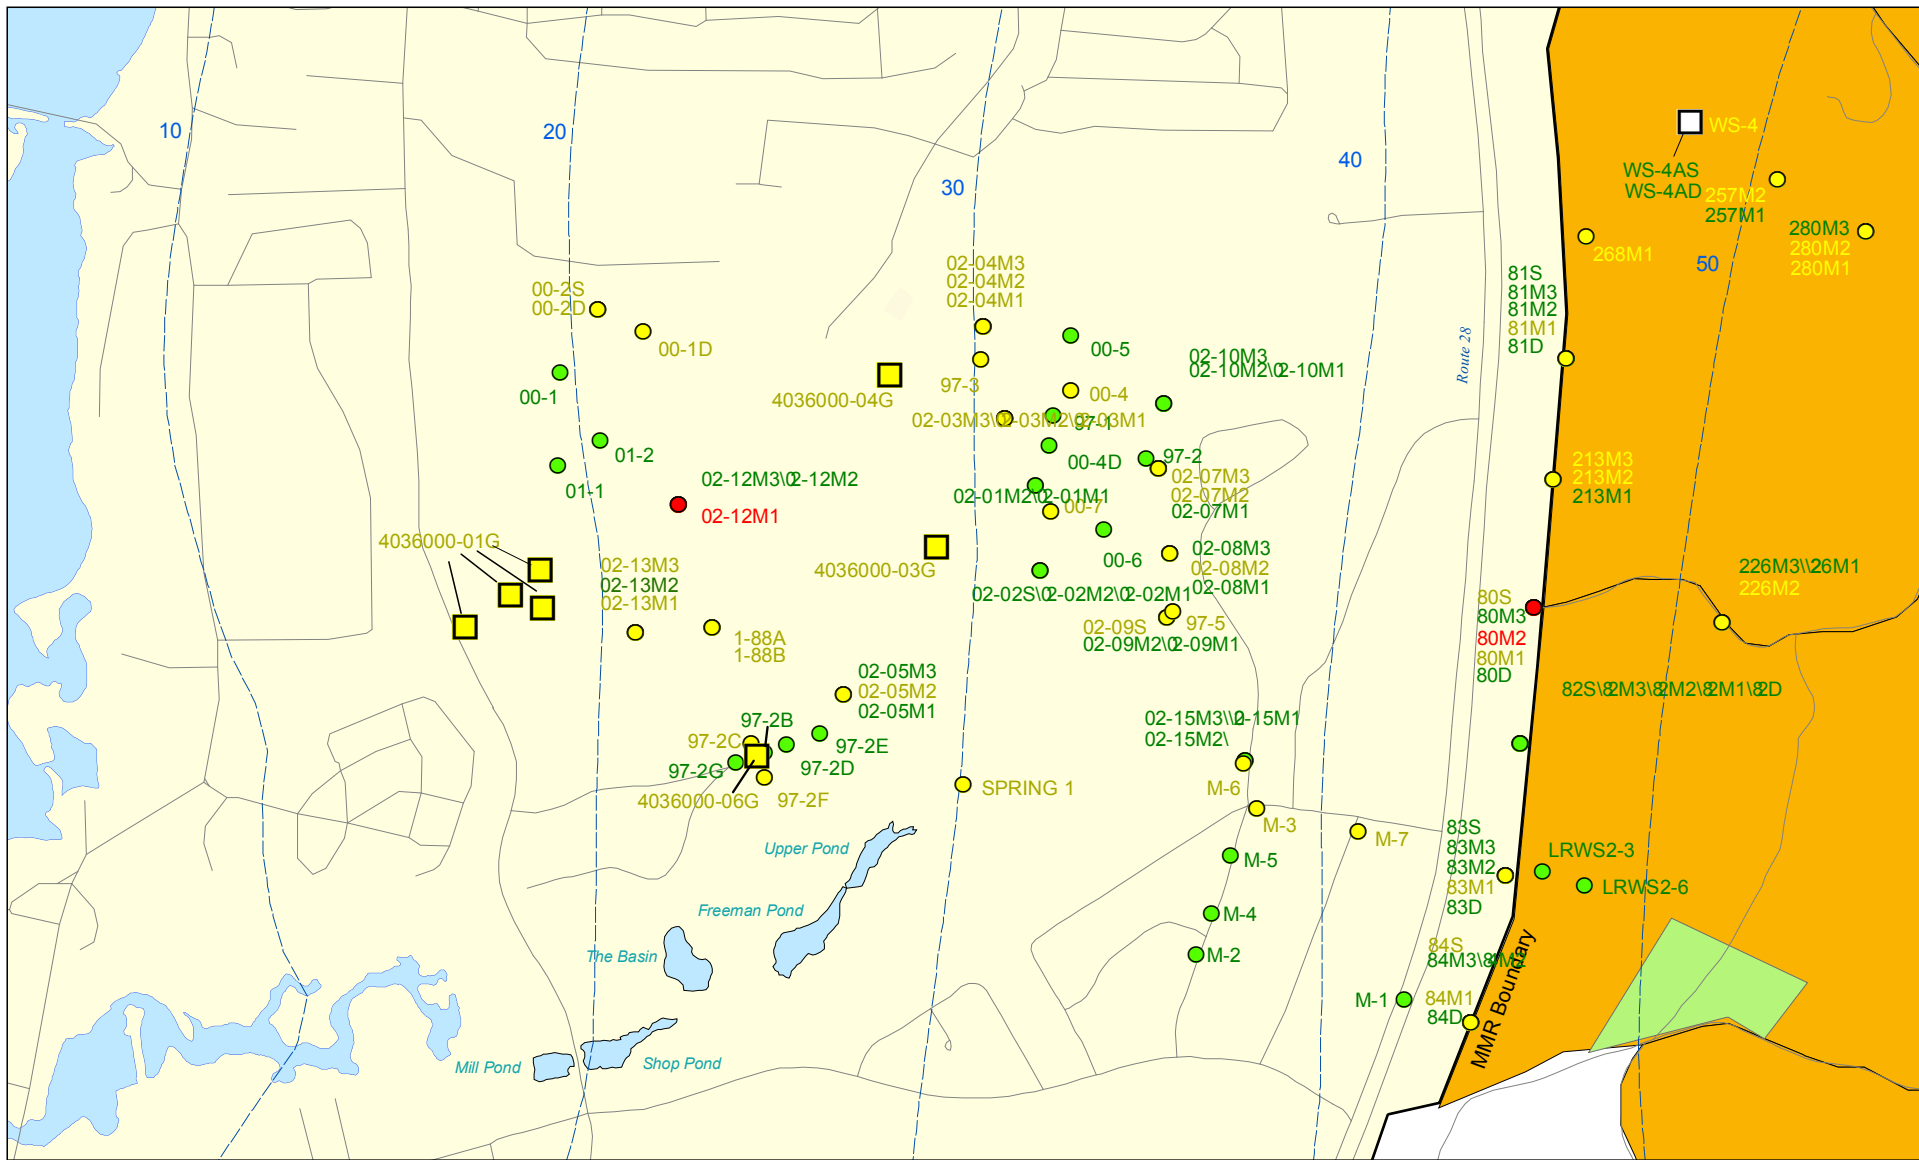 10
20
30
40
50
WS-4
WS-4AS
WS-4AD
257M2
257M1
280M3
280M2
280M1
268M1
81S
81M3
81M2
81M1
81D
Route 28
02-04M3
02-04M2
02-04M1
00-2S
00-2D
00-1D
00-1
00-5
97-3
4036000-04G
00-4
02-10M3
02-10M2\02-10M1
02-03M3\02-03M2\02-03M1
97-1
01-2
01-1
00-4D
97-2
02-07M3
02-07M2
02-07M1
213M3
213M2
213M1
02-12M3\02-12M2
02-12M1
02-01M2\02-01M1
00-7
4036000-01G
00-6
4036000-03G
02-08M3
02-08M2
02-08M1
02-13M3
02-13M2
02-13M1
02-02S\02-02M2\02-02M1
226M3\\26M1
226M2
80S
80M3
80M2
80M1
80D
97-5
02-09S
02-09M2\02-09M1
1-88A
1-88B
02-05M3
02-05M2
02-05M1
82S\82M3\82M2\82M1\82D
97-2B
97-2C
97-2E
97-2D
97-2G
97-2F
4036000-06G
02-15M3\\02-15M1
02-15M2\
SPRING 1
M-6
M-3
M-7
M-5
83S
83M3
83M2
83M1
83D
LRWS2-3
LRWS2-6
Upper Pond
Freeman Pond
The Basin
M-4
M-2
84S
84M3\84M2
84M1
84D
M-1
MMR Boundary
Mill Pond
Shop Pond